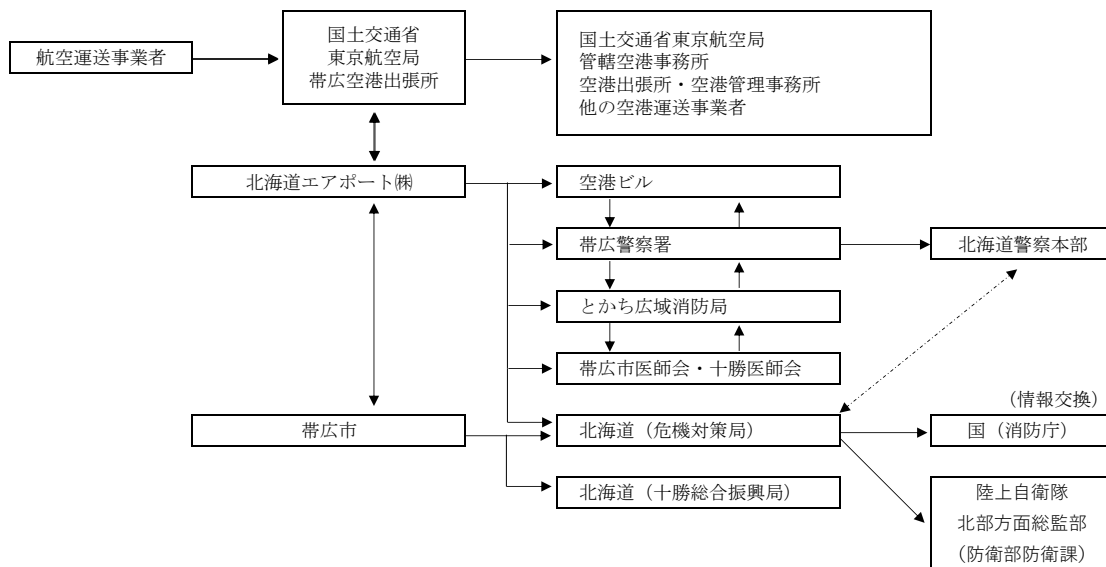 航空運送事業者
国土交通省
東京航空局
帯広空港出張所
国土交通省東京航空局
管轄空港事務所
空港出張所・空港管理事務所
他の空港運送事業者
北海道エアポート㈱
空港ビル
帯広警察署
北海道警察本部
とかち広域消防局
帯広市医師会・十勝医師会
(情報交換)
帯広市
北海道(危機対策局)
国(消防庁)
北海道(十勝総合振興局)
陸上自衛隊
北部方面総監部
(防衛部防衛課)